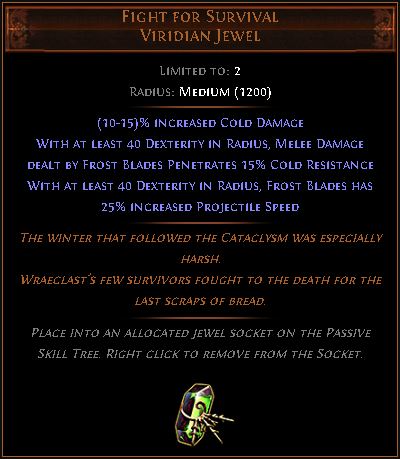 Fight for Survival
Viridian Jewel
Limited to: 2
Radius: Medium (1200)
(10-15)% increased Cold Damage
With at least 40 Dexterity in Radius, Melee Damage
dealt by Frost Blades Penetrates 15% Cold Resistance
With at least 40 Dexterity in Radius, Frost Blades has
25% increased Projectile Speed
The winter that followed the Cataclysm was especially
harsh.
Wraeclast's few survivors fought to the death for the
last scraps of bread.
Place into an allocated jewel socket on the Passive
Skill Tree. Right click to remove from the Socket.